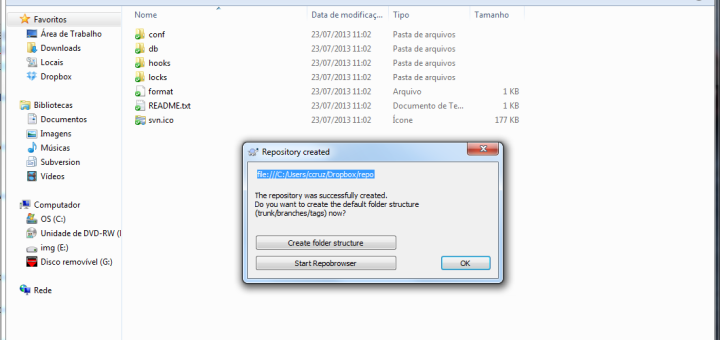 Nome Data de modificaç... Tipo Tamanho
Favoritos
Área de Trabalho
Downloads
Locais
Dropbox
Bibliotecas
Documentos
Imagens
Músicas
Subversion
Vídeos
Computador
OS (C:)
Unidade de DVD-RW (
img (E:)
Disco removível (G:)
Rede
conf 23/07/2013 11:02 Pasta de arquivos
db 23/07/2013 11:02 Pasta de arquivos
hooks 23/07/2013 11:02 Pasta de arquivos
locks 23/07/2013 11:02 Pasta de arquivos
format 23/07/2013 11:02 Arquivo 1 KB
README.txt 23/07/2013 11:02 Documento de Te... 1 KB
svn.ico 23/07/2013 11:02 Ícone 177 KB
Repository created
file:///C:/Users/ccruz/Dropbox/repo
The repository was successfully created.
Do you want to create the default folder structure
(trunk/branches/tags) now?
Create folder structure
Start Repobrowser OK